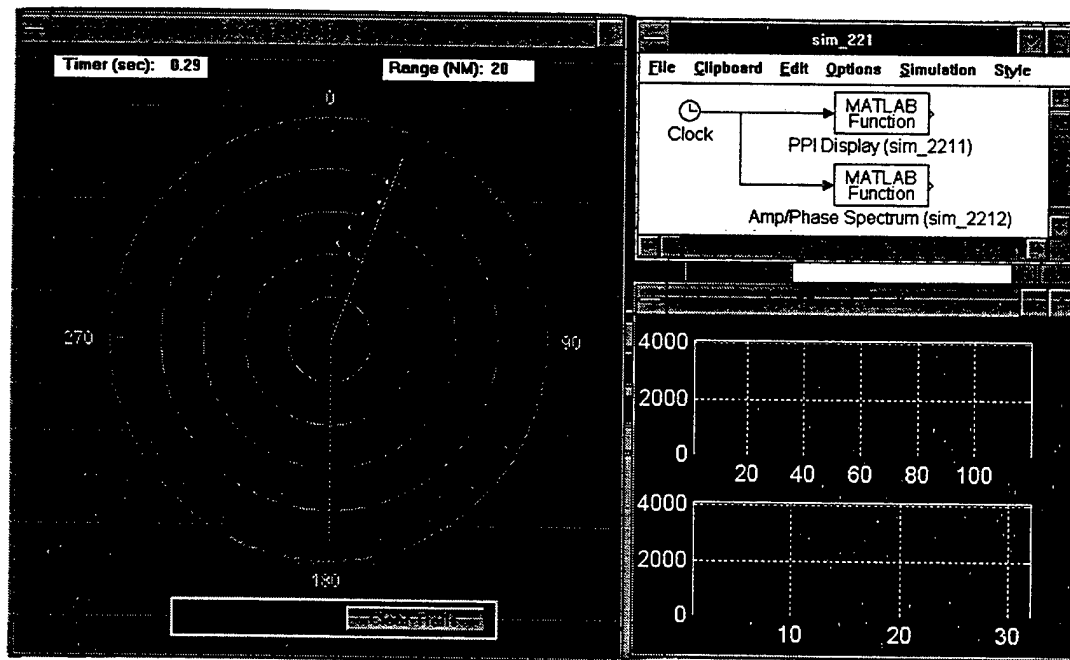 Timer (sec): 0.29
Range (NM): 20
0
270
90
180
sim_221
File Clipboard Edit Options Simulation Style
Clock
MATLAB
Function
PPI Display (sim_2211)
MATLAB
Function
Amp/Phase Spectrum (sim_2212)
4000
2000
0
20 40 60 80 100
4000
2000
0
10 20 30